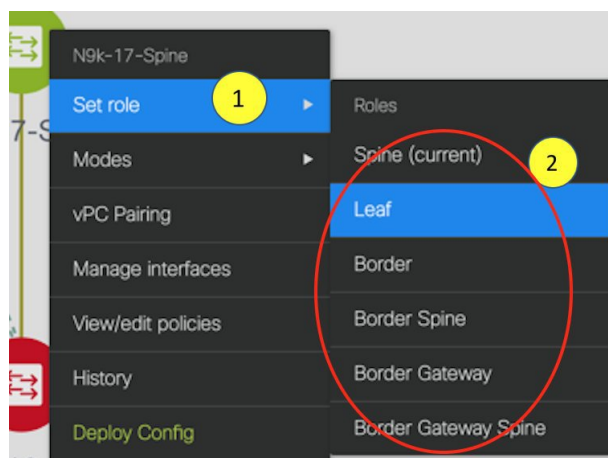 N9k-17-Spine
Set role
1
7-S
Modes
vPC Pairing
Manage interfaces
View/edit policies
History
Deploy Config
Roles
Spine (current)
2
Leaf
Border
Border Spine
Border Gateway
Border Gateway Spine